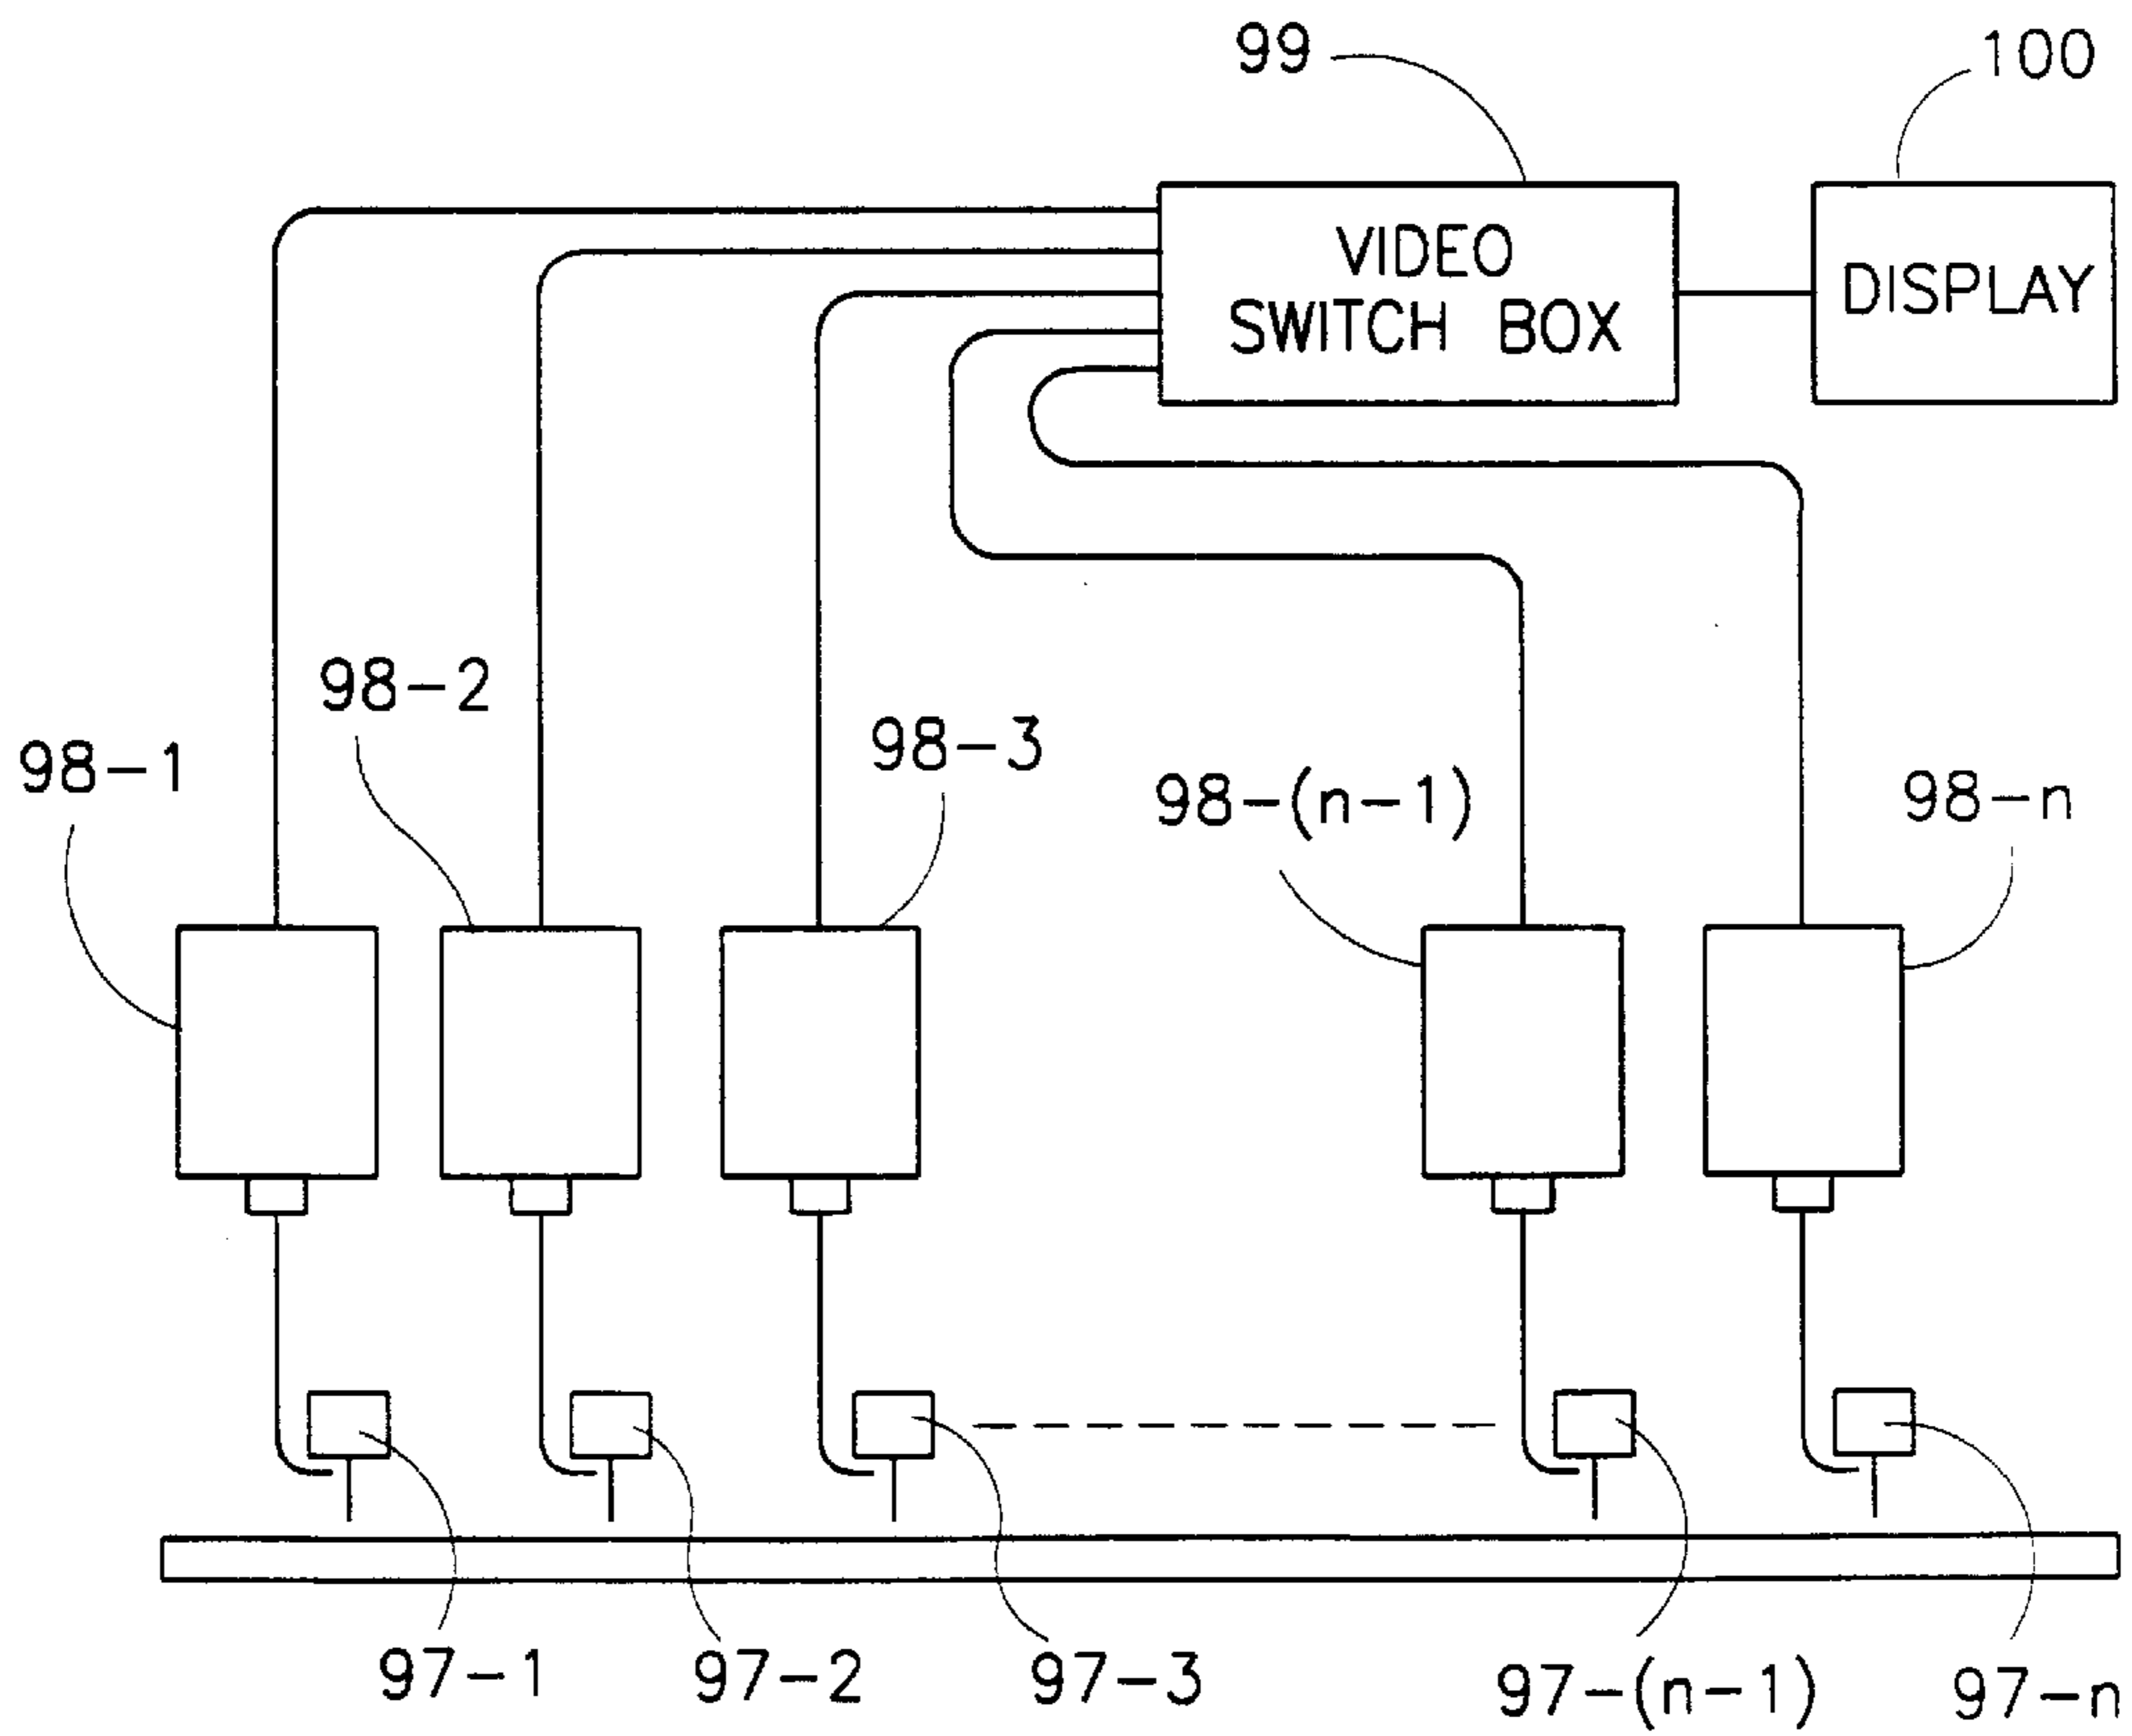 99
100
VIDEO
SWITCH BOX
DISPLAY
98-2
98-3
98-1
98-(n-1)
98-n
97-1
97-2
97-3
97-(n-1)
97-n